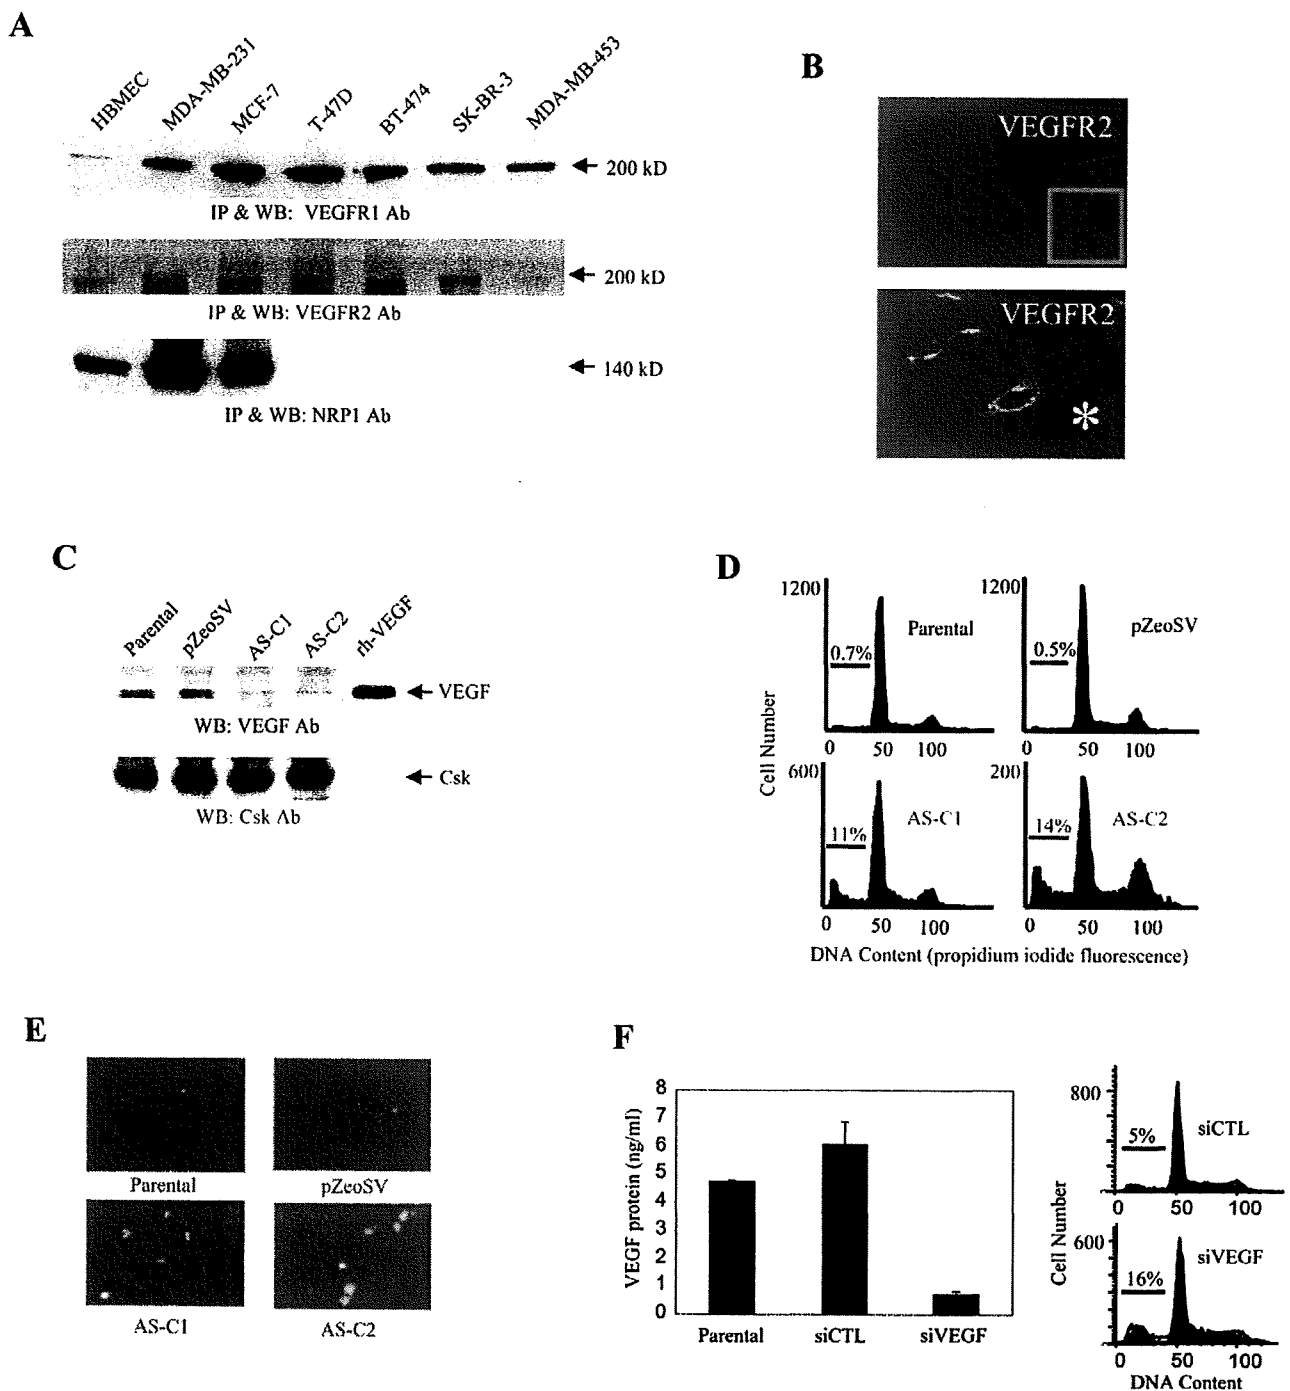 A
HBMEC
MDA-MB-231
MCF-7
T-47D
BT-474
SK-BR-3
MDA-MB-453
200 kD
IP & WB: VEGFR1 Ab
200 kD
IP & WB: VEGFR2 Ab
140 kD
IP & WB: NRP1 Ab
B
VEGFR2
VEGFR2
*
C
Parental
pZeoSV
AS-C1
AS-C2
rh-VEGF
VEGF
WB: VEGF Ab
Csk
WB: Csk Ab
D
Cell Number
1200
Parental
0.7%
0 50 100
1200
pZeoSV
0.5%
0 50 100
600
AS-C1
11%
0 50 100
200
AS-C2
14%
0 50 100
DNA Content (propidium iodide fluorescence)
E
Parental
pZeoSV
AS-C1
AS-C2
F
VEGF protein (ng/ml)
8
7
6
5
4
3
2
1
0
Parental siCTL siVEGF
Cell Number
800
siCTL
5%
0 50 100
600
siVEGF
16%
0 50 100
DNA Content